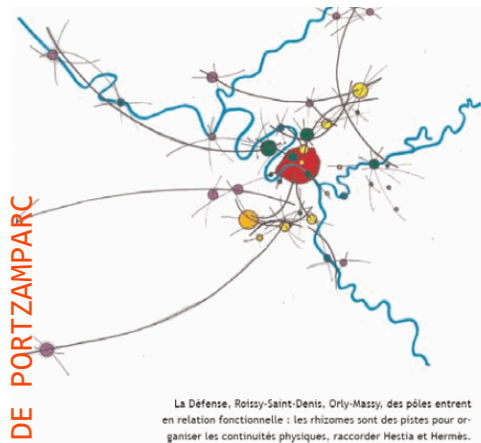 DE PORTZAMPARC
La Défense, Roissy-Saint-Denis, Orly-Massy, des pôles entrent
en relation fonctionnelle : les rhizomes sont des pistes pour or-
ganiser les continuités physiques, raccorder Hestia et Hermès.